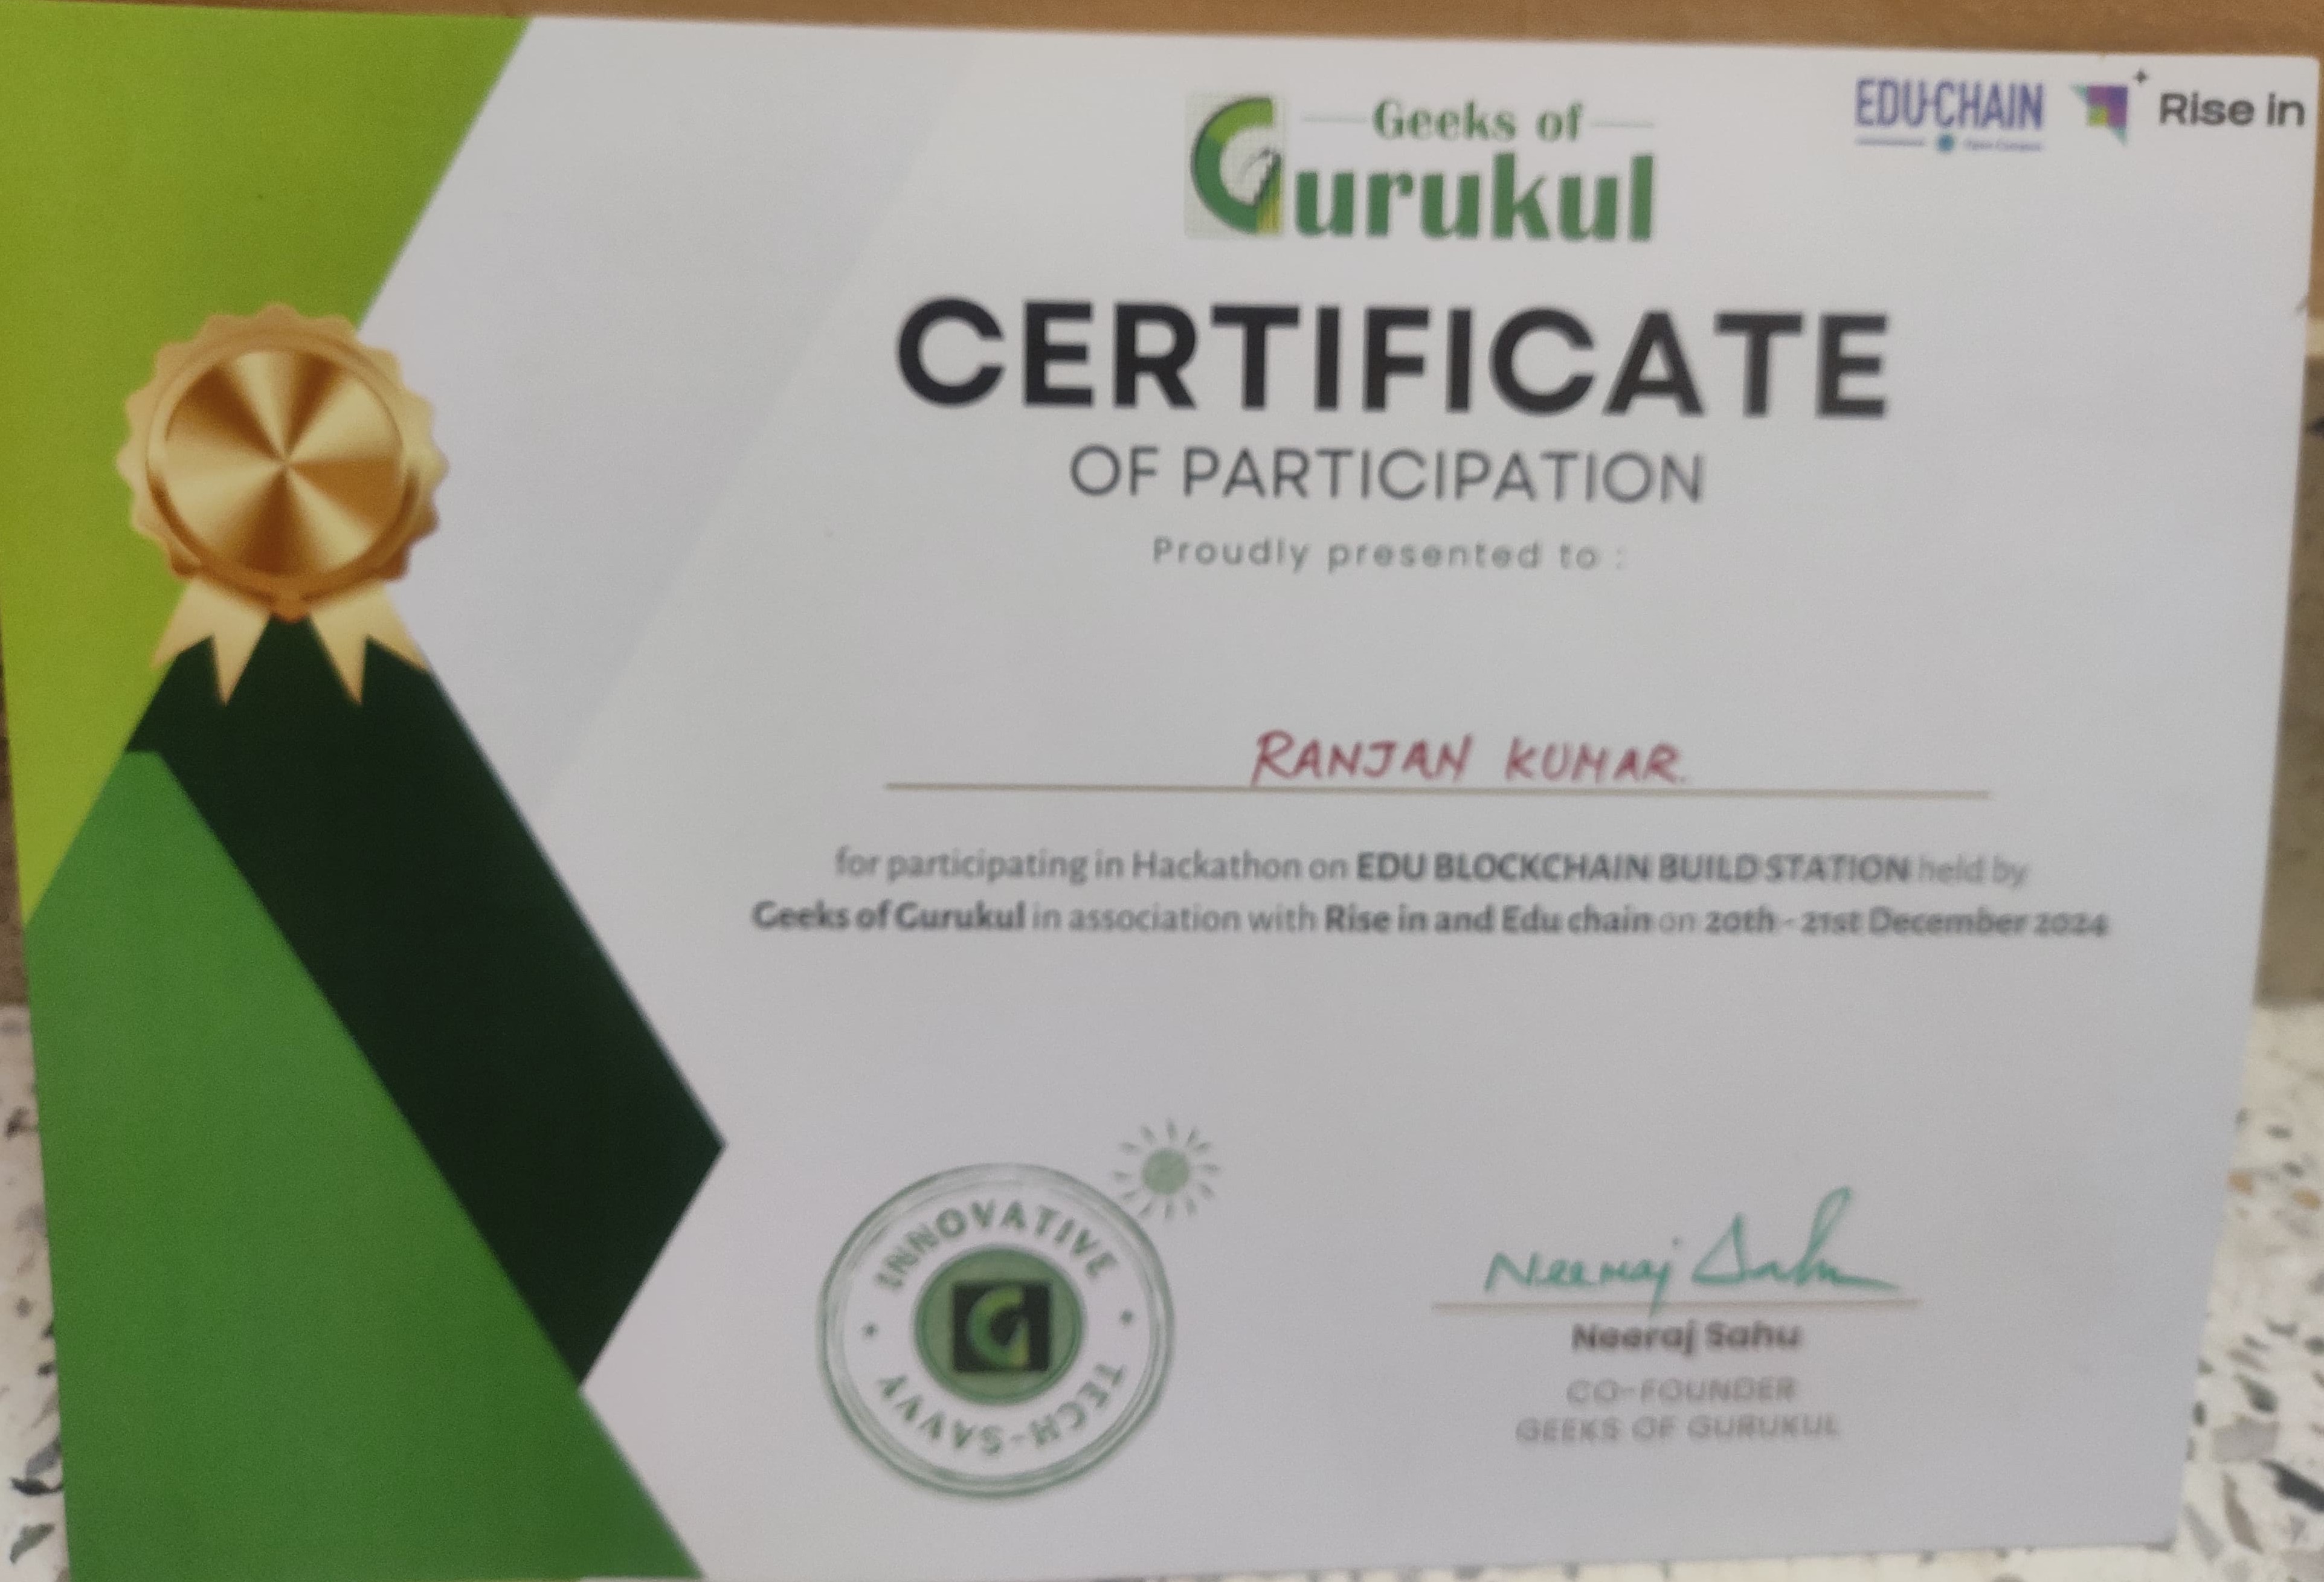 Geeks of
Gurukul
EDU·CHAIN
Open Campus
Rise in
CERTIFICATE
OF PARTICIPATION
Proudly presented to :
RANJAN KUMAR.
for participating in Hackathon on EDU BLOCKCHAIN BUILD STATION held by
Geeks of Gurukul in association with Rise in and Edu chain on 20th - 21st December 2024
INNOVATIVE
TECH-SAVVY
Neeraj Sahu
Neeraj Sahu
CO-FOUNDER
GEEKS OF GURUKUL